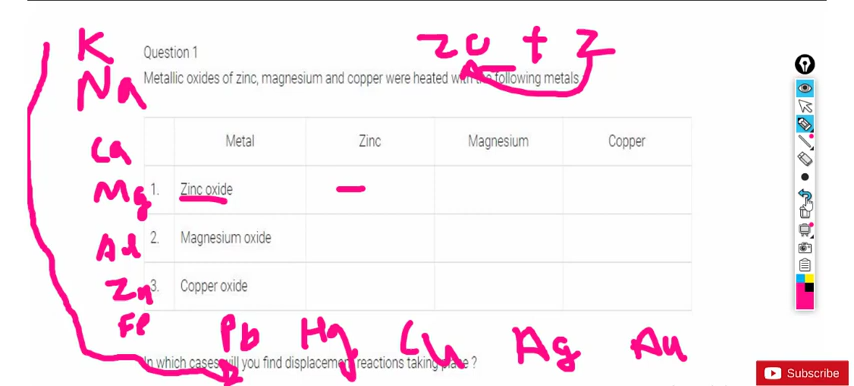 K
Zo + Z
Question 1
Na
Metallic oxides of zinc, magnesium and copper were heated with the following metals.
Ca
Metal Zinc Magnesium Copper
Mg 1. Zinc oxide —
Al 2. Magnesium oxide
Zn 3. Copper oxide
Fe
Pb Hg Cu Ag Au
In which cases will you find displacement reactions taking place ?
Subscribe